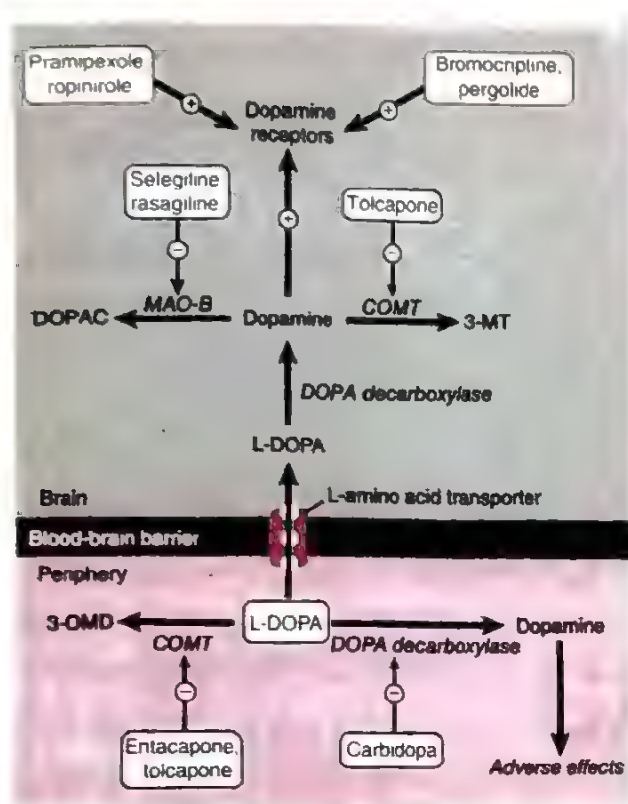 Pramipexole
ropinirole
Bromocriptine,
pergolide
Dopamine
receptors
Selegiline
rasagiline
Tolcapone
DOPAC
MAO-B
Dopamine
COMT
3-MT
DOPA decarboxylase
L-DOPA
Brain
L-amino acid transporter
Blood-brain barrier
Periphery
3-OMD
COMT
L-DOPA
DOPA decarboxylase
Dopamine
Entacapone,
tolcapone
Carbidopa
Adverse effects